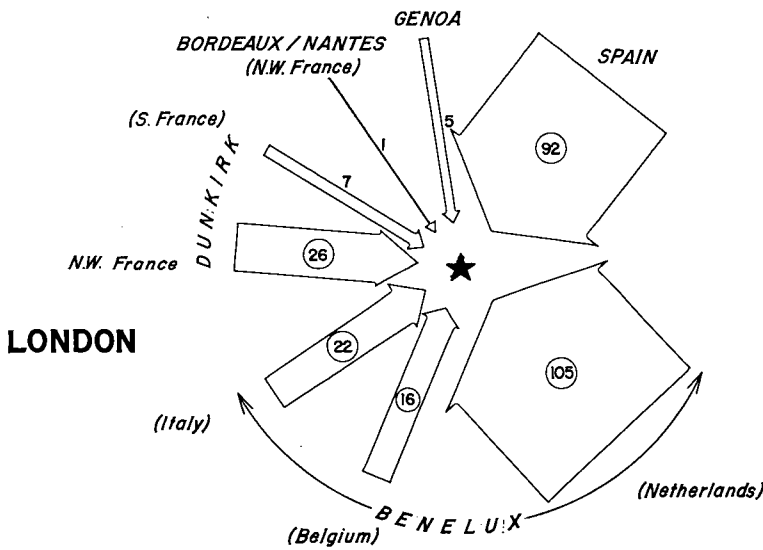 GENOA
BORDEAUX / NANTES
(N.W. France)
SPAIN
(S. France)
DUNKIRK
N.W. France
5
1
7
92
26
LONDON
22
16
105
(Italy)
(Belgium)
BENELUX
(Netherlands)